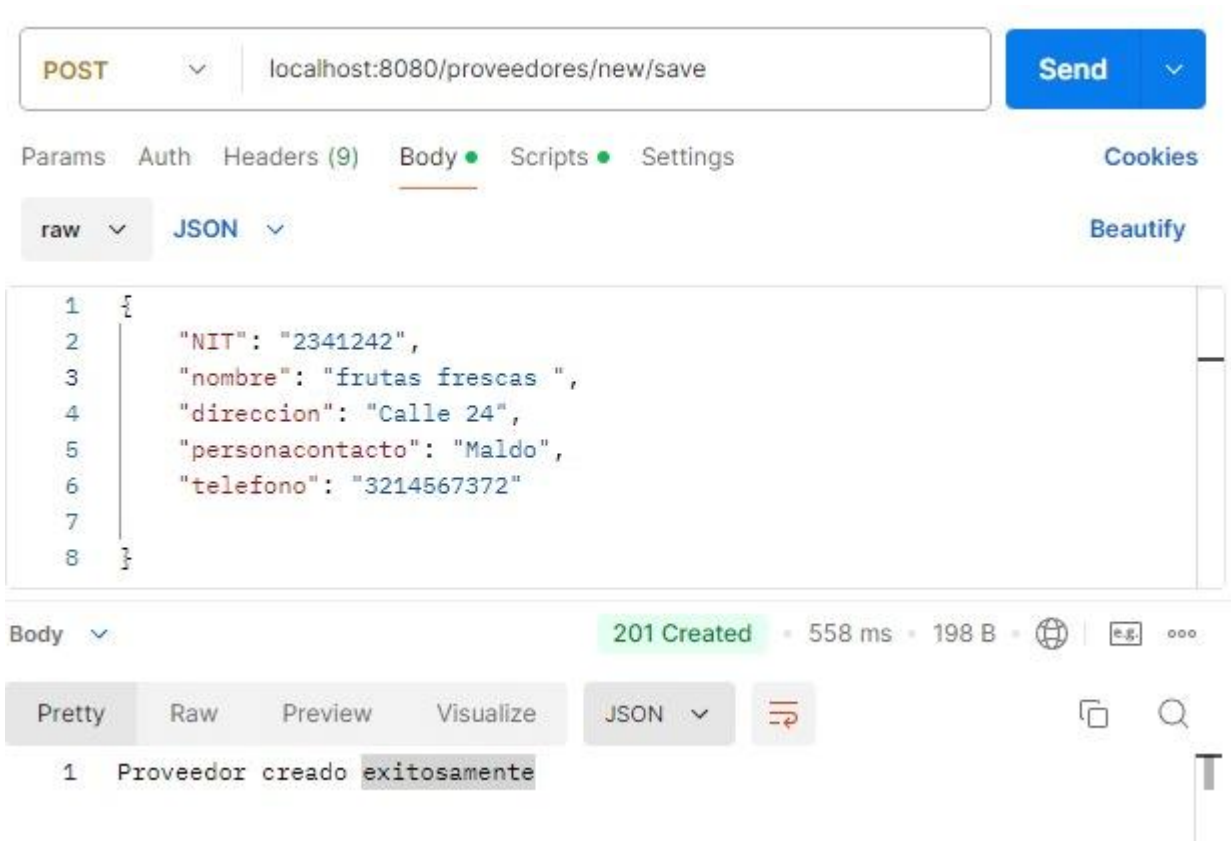 POST localhost:8080/proveedores/new/save Send
Params Auth Headers (9) Body Scripts Settings Cookies
raw JSON Beautify
1 {
2 "NIT": "2341242",
3 "nombre": "frutas frescas ",
4 "direccion": "Calle 24",
5 "personacontacto": "Maldo",
6 "telefono": "3214567372"
7
8 }
Body 201 Created 558 ms 198 B e.g.
Pretty Raw Preview Visualize JSON
1 Proveedor creado exitosamente